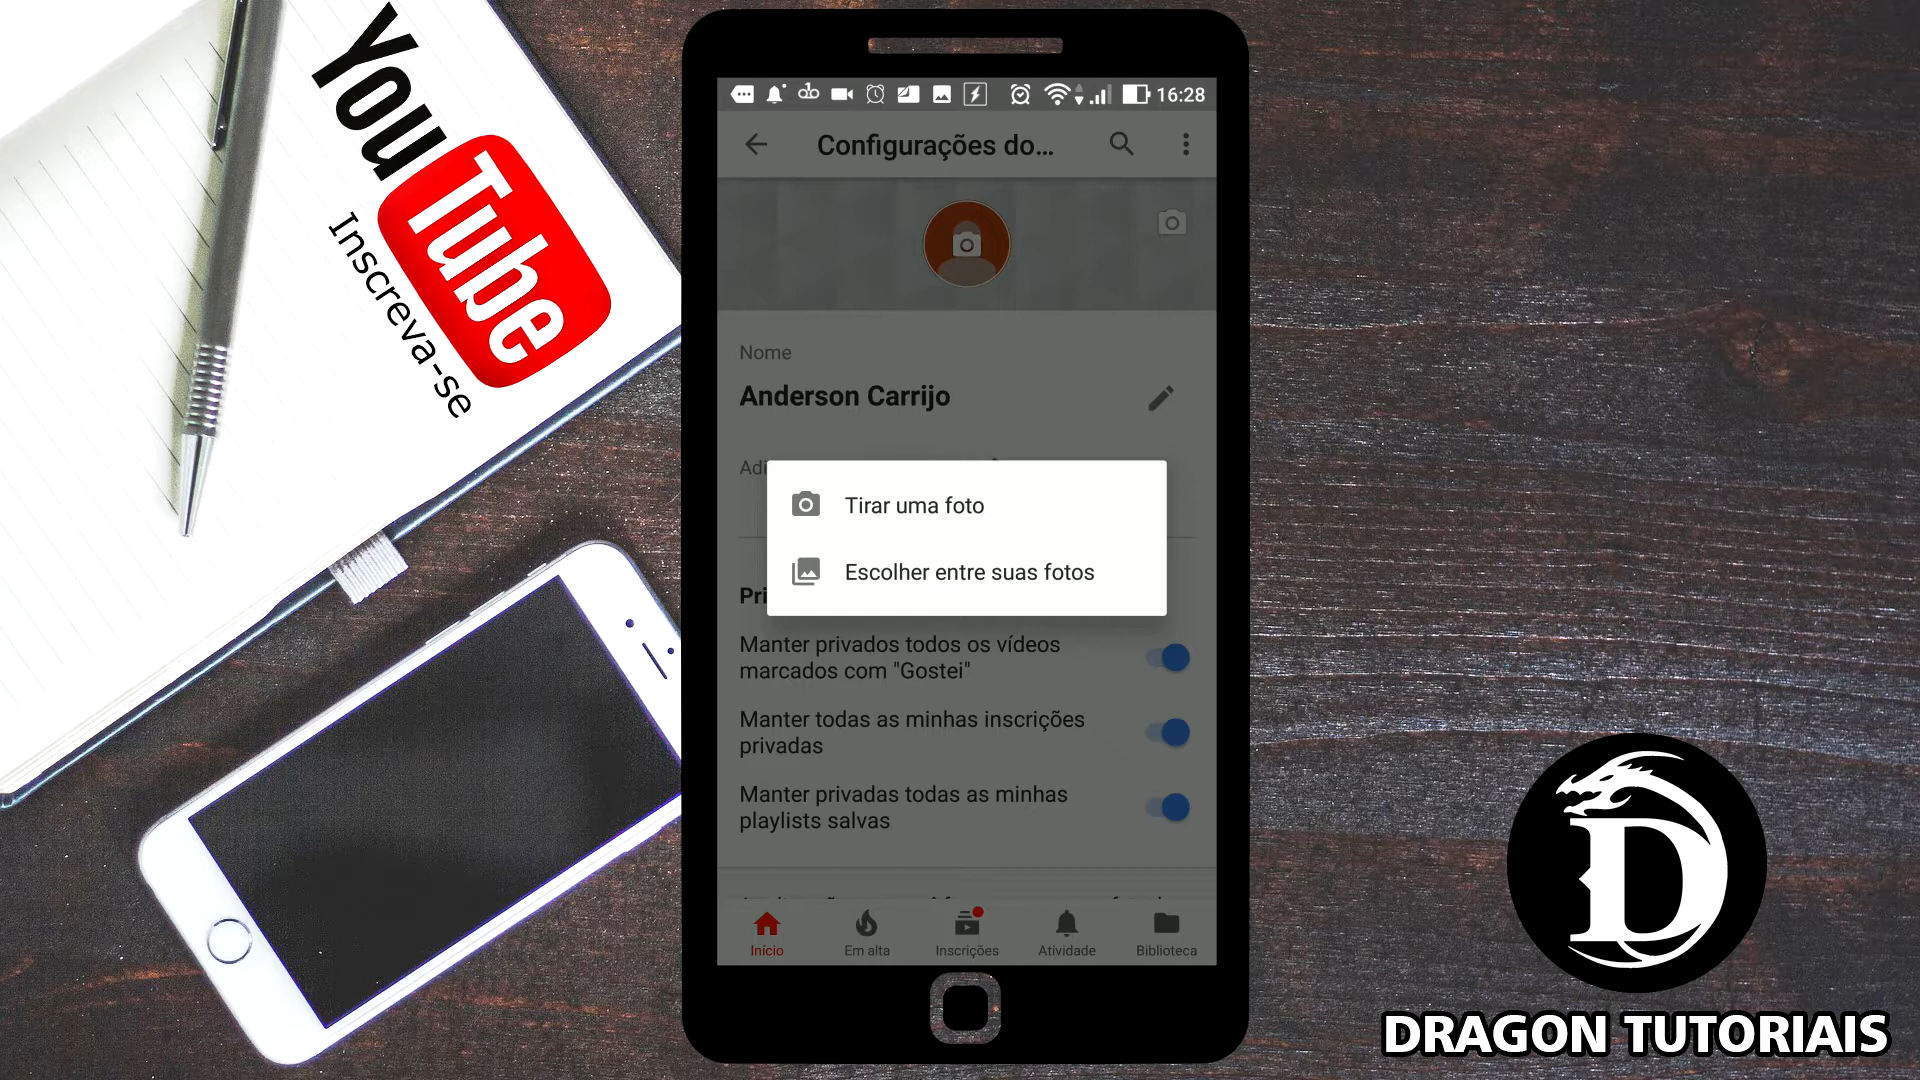 YouTube
Inscreva-se
16:28
Configurações do...
Nome
Anderson Carrijo
Adi
Tirar uma foto
Escolher entre suas fotos
Pri
Manter privados todos os vídeos
marcados com "Gostei"
Manter todas as minhas inscrições
privadas
Manter privadas todas as minhas
playlists salvas
Início
Em alta
Inscrições
Atividade
Biblioteca
D
DRAGON TUTORIAIS